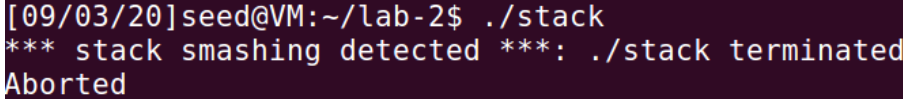 [09/03/20]seed@VM:~/lab-2$ ./stack
*** stack smashing detected ***: ./stack terminated
Aborted